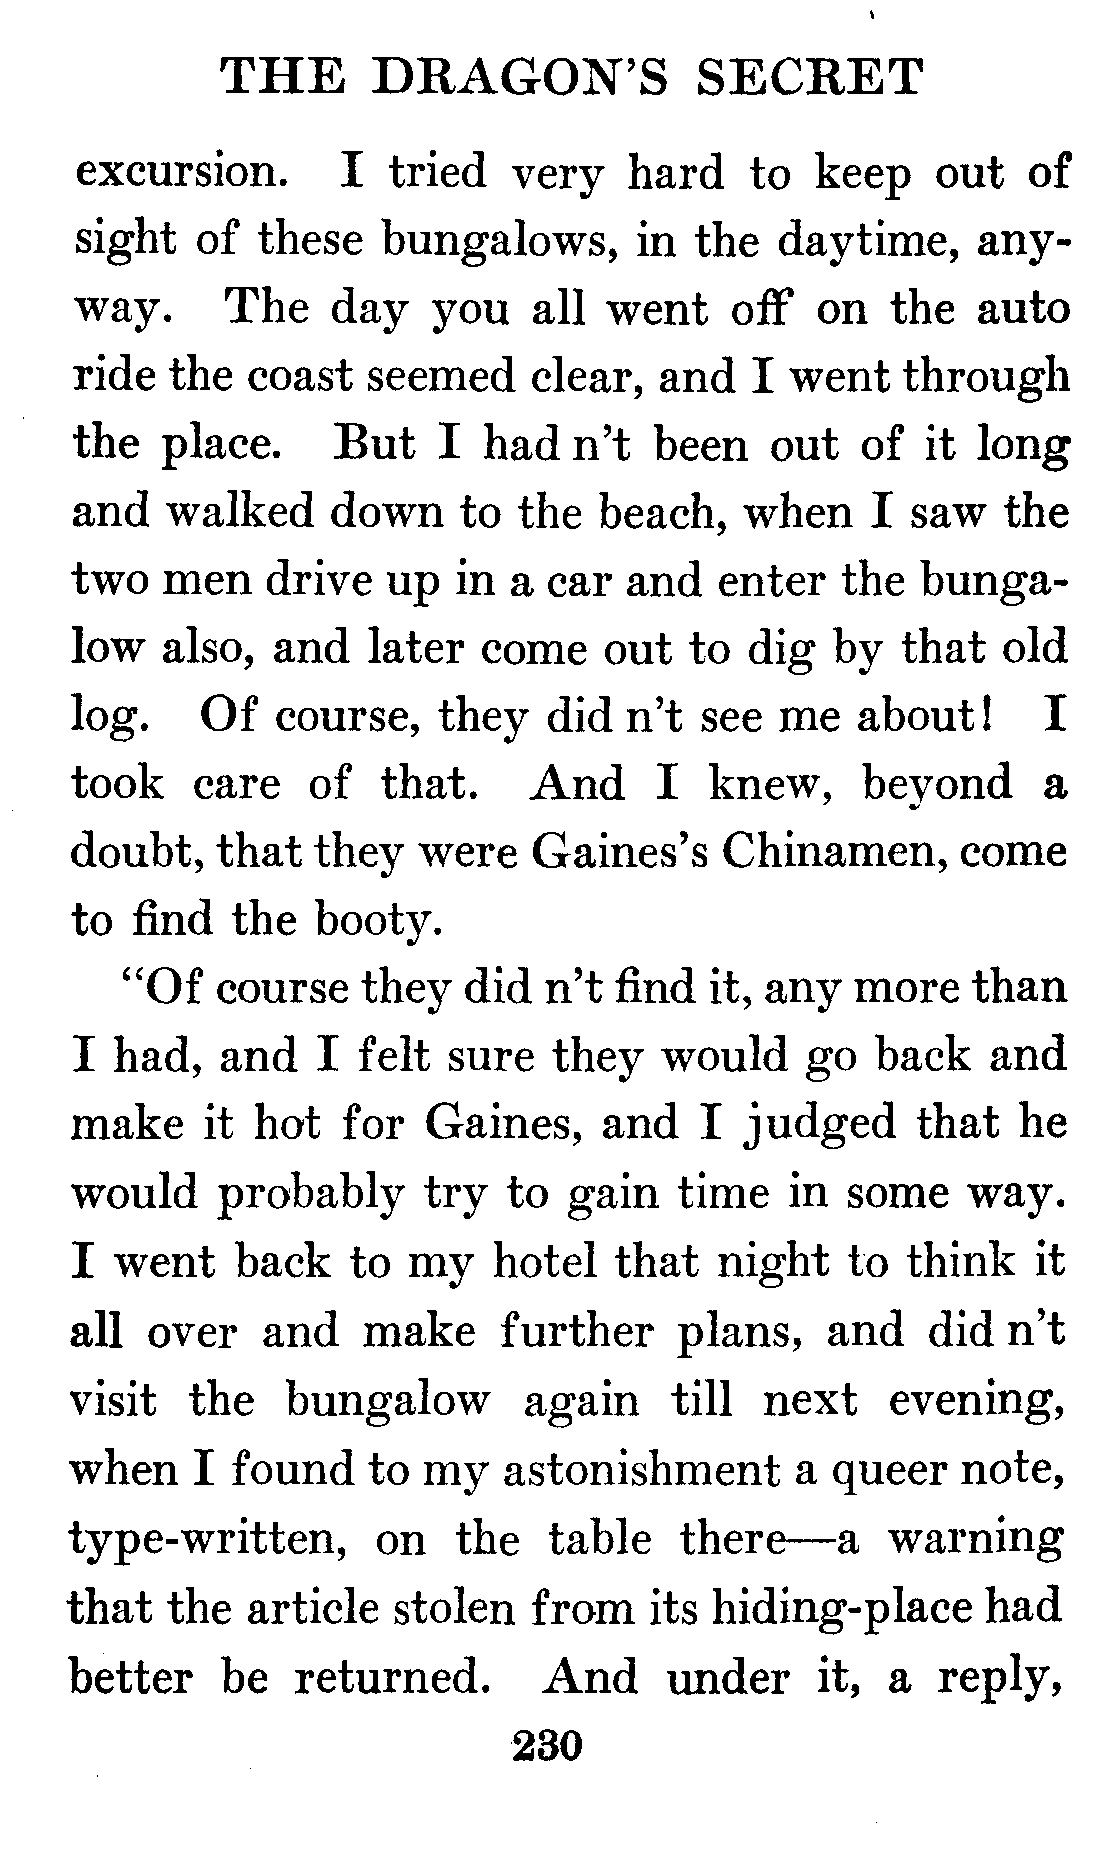 THE DRAGON'S SECRET
excursion. I tried very hard to keep out of
sight of these bungalows, in the daytime, any-
way. The day you all went off on the auto
ride the coast seemed clear, and I went through
the place. But I had n't been out of it long
and walked down to the beach, when I saw the
two men drive up in a car and enter the bunga-
low also, and later come out to dig by that old
log. Of course, they did n't see me about! I
took care of that. And I knew, beyond a
doubt, that they were Gaines's Chinamen, come
to find the booty.
"Of course they did n't find it, any more than
I had, and I felt sure they would go back and
make it hot for Gaines, and I judged that he
would probably try to gain time in some way.
I went back to my hotel that night to think it
all over and make further plans, and did n't
visit the bungalow again till next evening,
when I found to my astonishment a queer note,
type-written, on the table there—a warning
that the article stolen from its hiding-place had
better be returned. And under it, a reply,
230